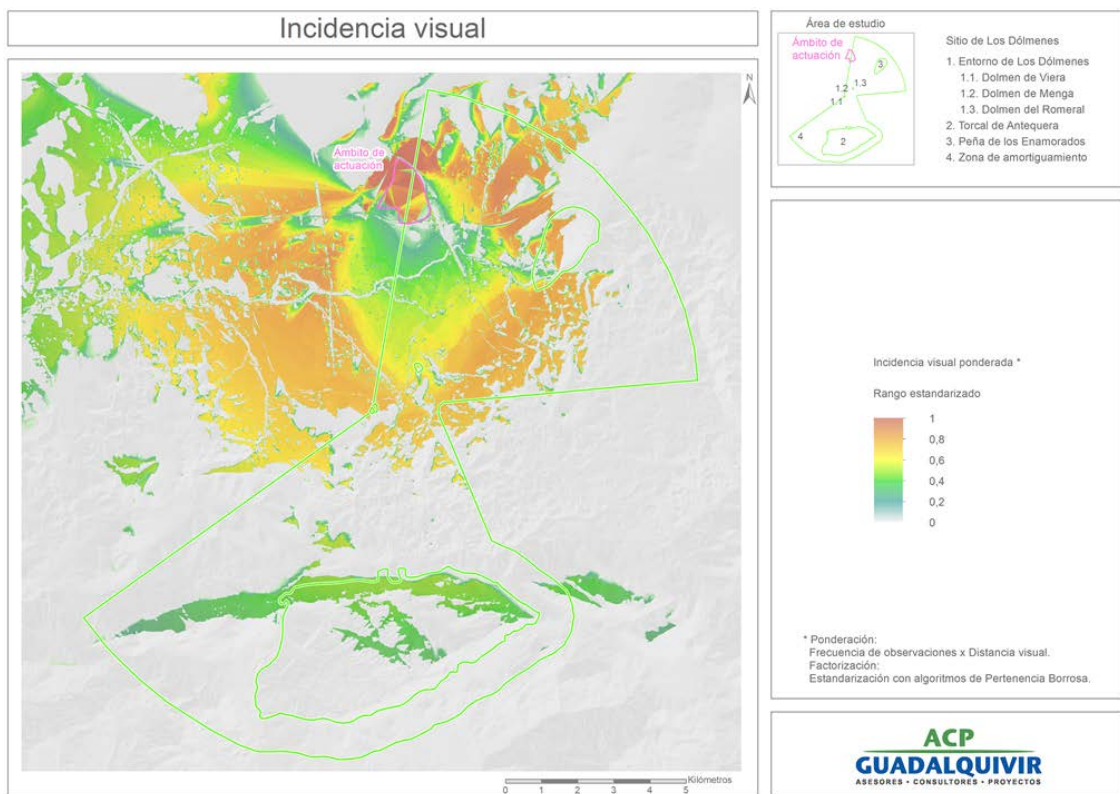 Incidencia visual
Ámbito de
actuación
N
Kilómetros
0 1 2 3 4 5
Área de estudio
Ámbito de
actuación
3
1.2
1.3
1.1
4
2
Sitio de Los Dólmenes
1. Entorno de Los Dólmenes
1.1. Dolmen de Viera
1.2. Dolmen de Menga
1.3. Dolmen del Romeral
2. Torcal de Antequera
3. Peña de los Enamorados
4. Zona de amortiguamiento
Incidencia visual ponderada *
Rango estandarizado
1
0,8
0,6
0,4
0,2
0
* Ponderación:
Frecuencia de observaciones x Distancia visual.
Factorización:
Estandarización con algoritmos de Pertenencia Borrosa.
ACP
GUADALQUIVIR
ASESORES • CONSULTORES • PROYECTOS